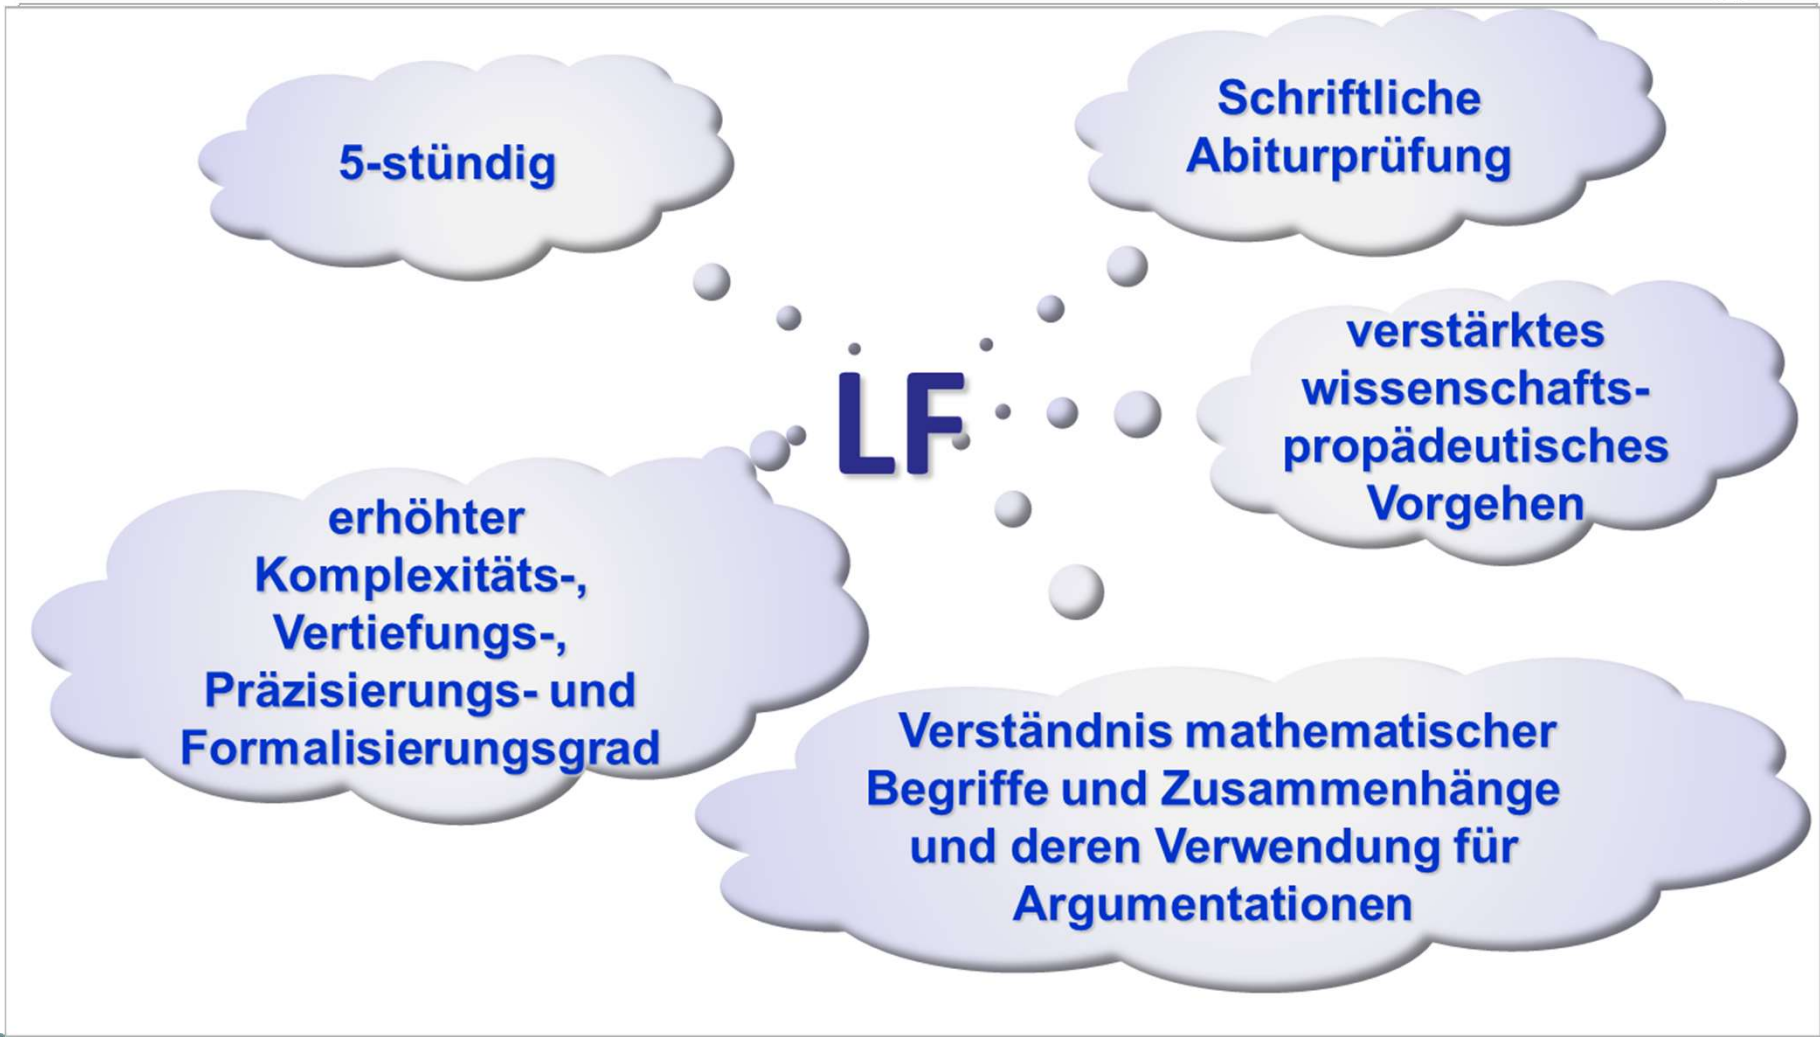 5-stündig
Schriftliche
Abiturprüfung
LF
verstärktes
wissenschafts-
propädeutisches
Vorgehen
erhöhter
Komplexitäts-,
Vertiefungs-,
Präzisierungs- und
Formalisierungsgrad
Verständnis mathematischer
Begriffe und Zusammenhänge
und deren Verwendung für
Argumentationen